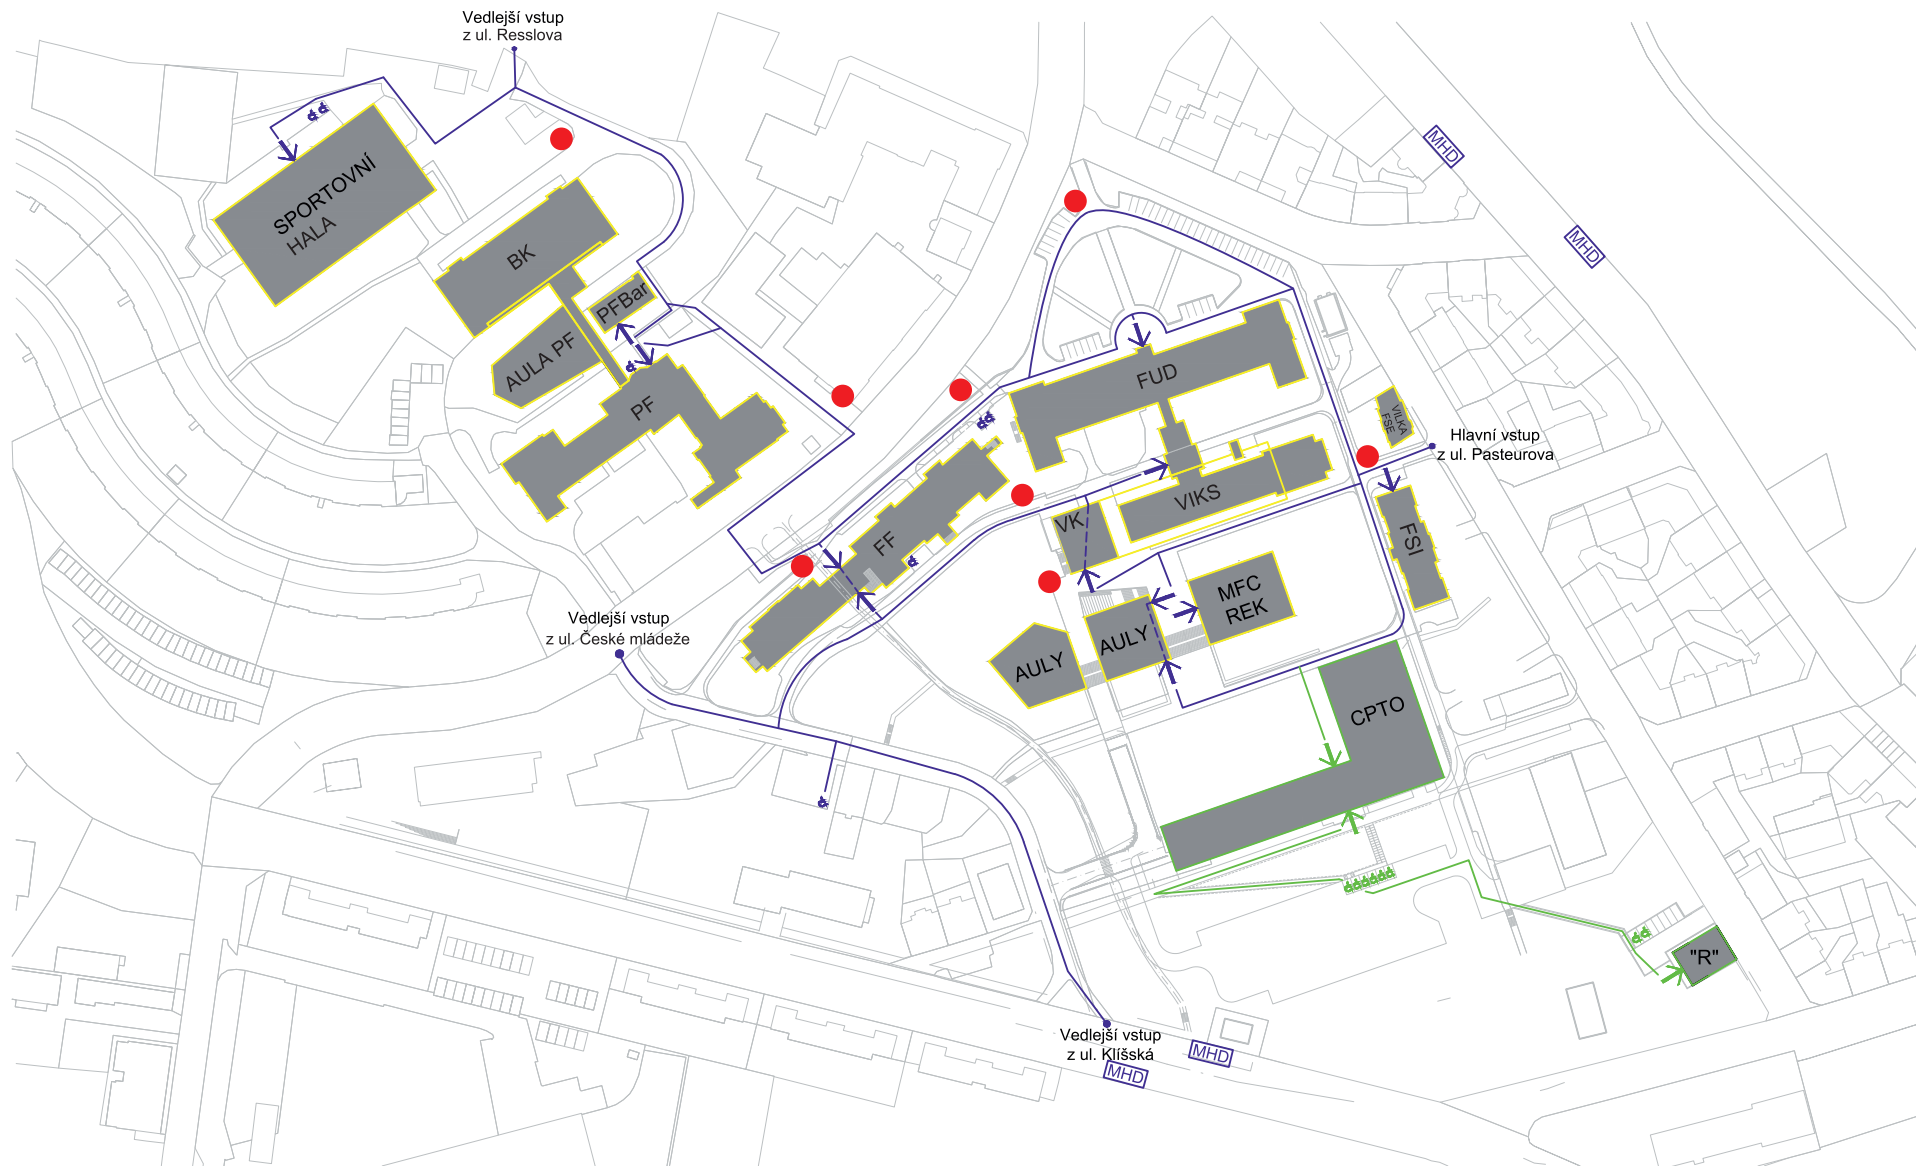 Vedlejší vstup
z ul. Resslova
MHD
MHD
SPORTOVNÍ
HALA
BK
PFBar
AULA PF
PF
FUD
VILKA
FSE
Hlavní vstup
z ul. Pasteurova
VIKS
VK
FF
FSI
MFC
REK
AULY
AULY
Vedlejší vstup
z ul. České mládeže
CPTO
"R"
Vedlejší vstup
z ul. Klíšská
MHD
MHD